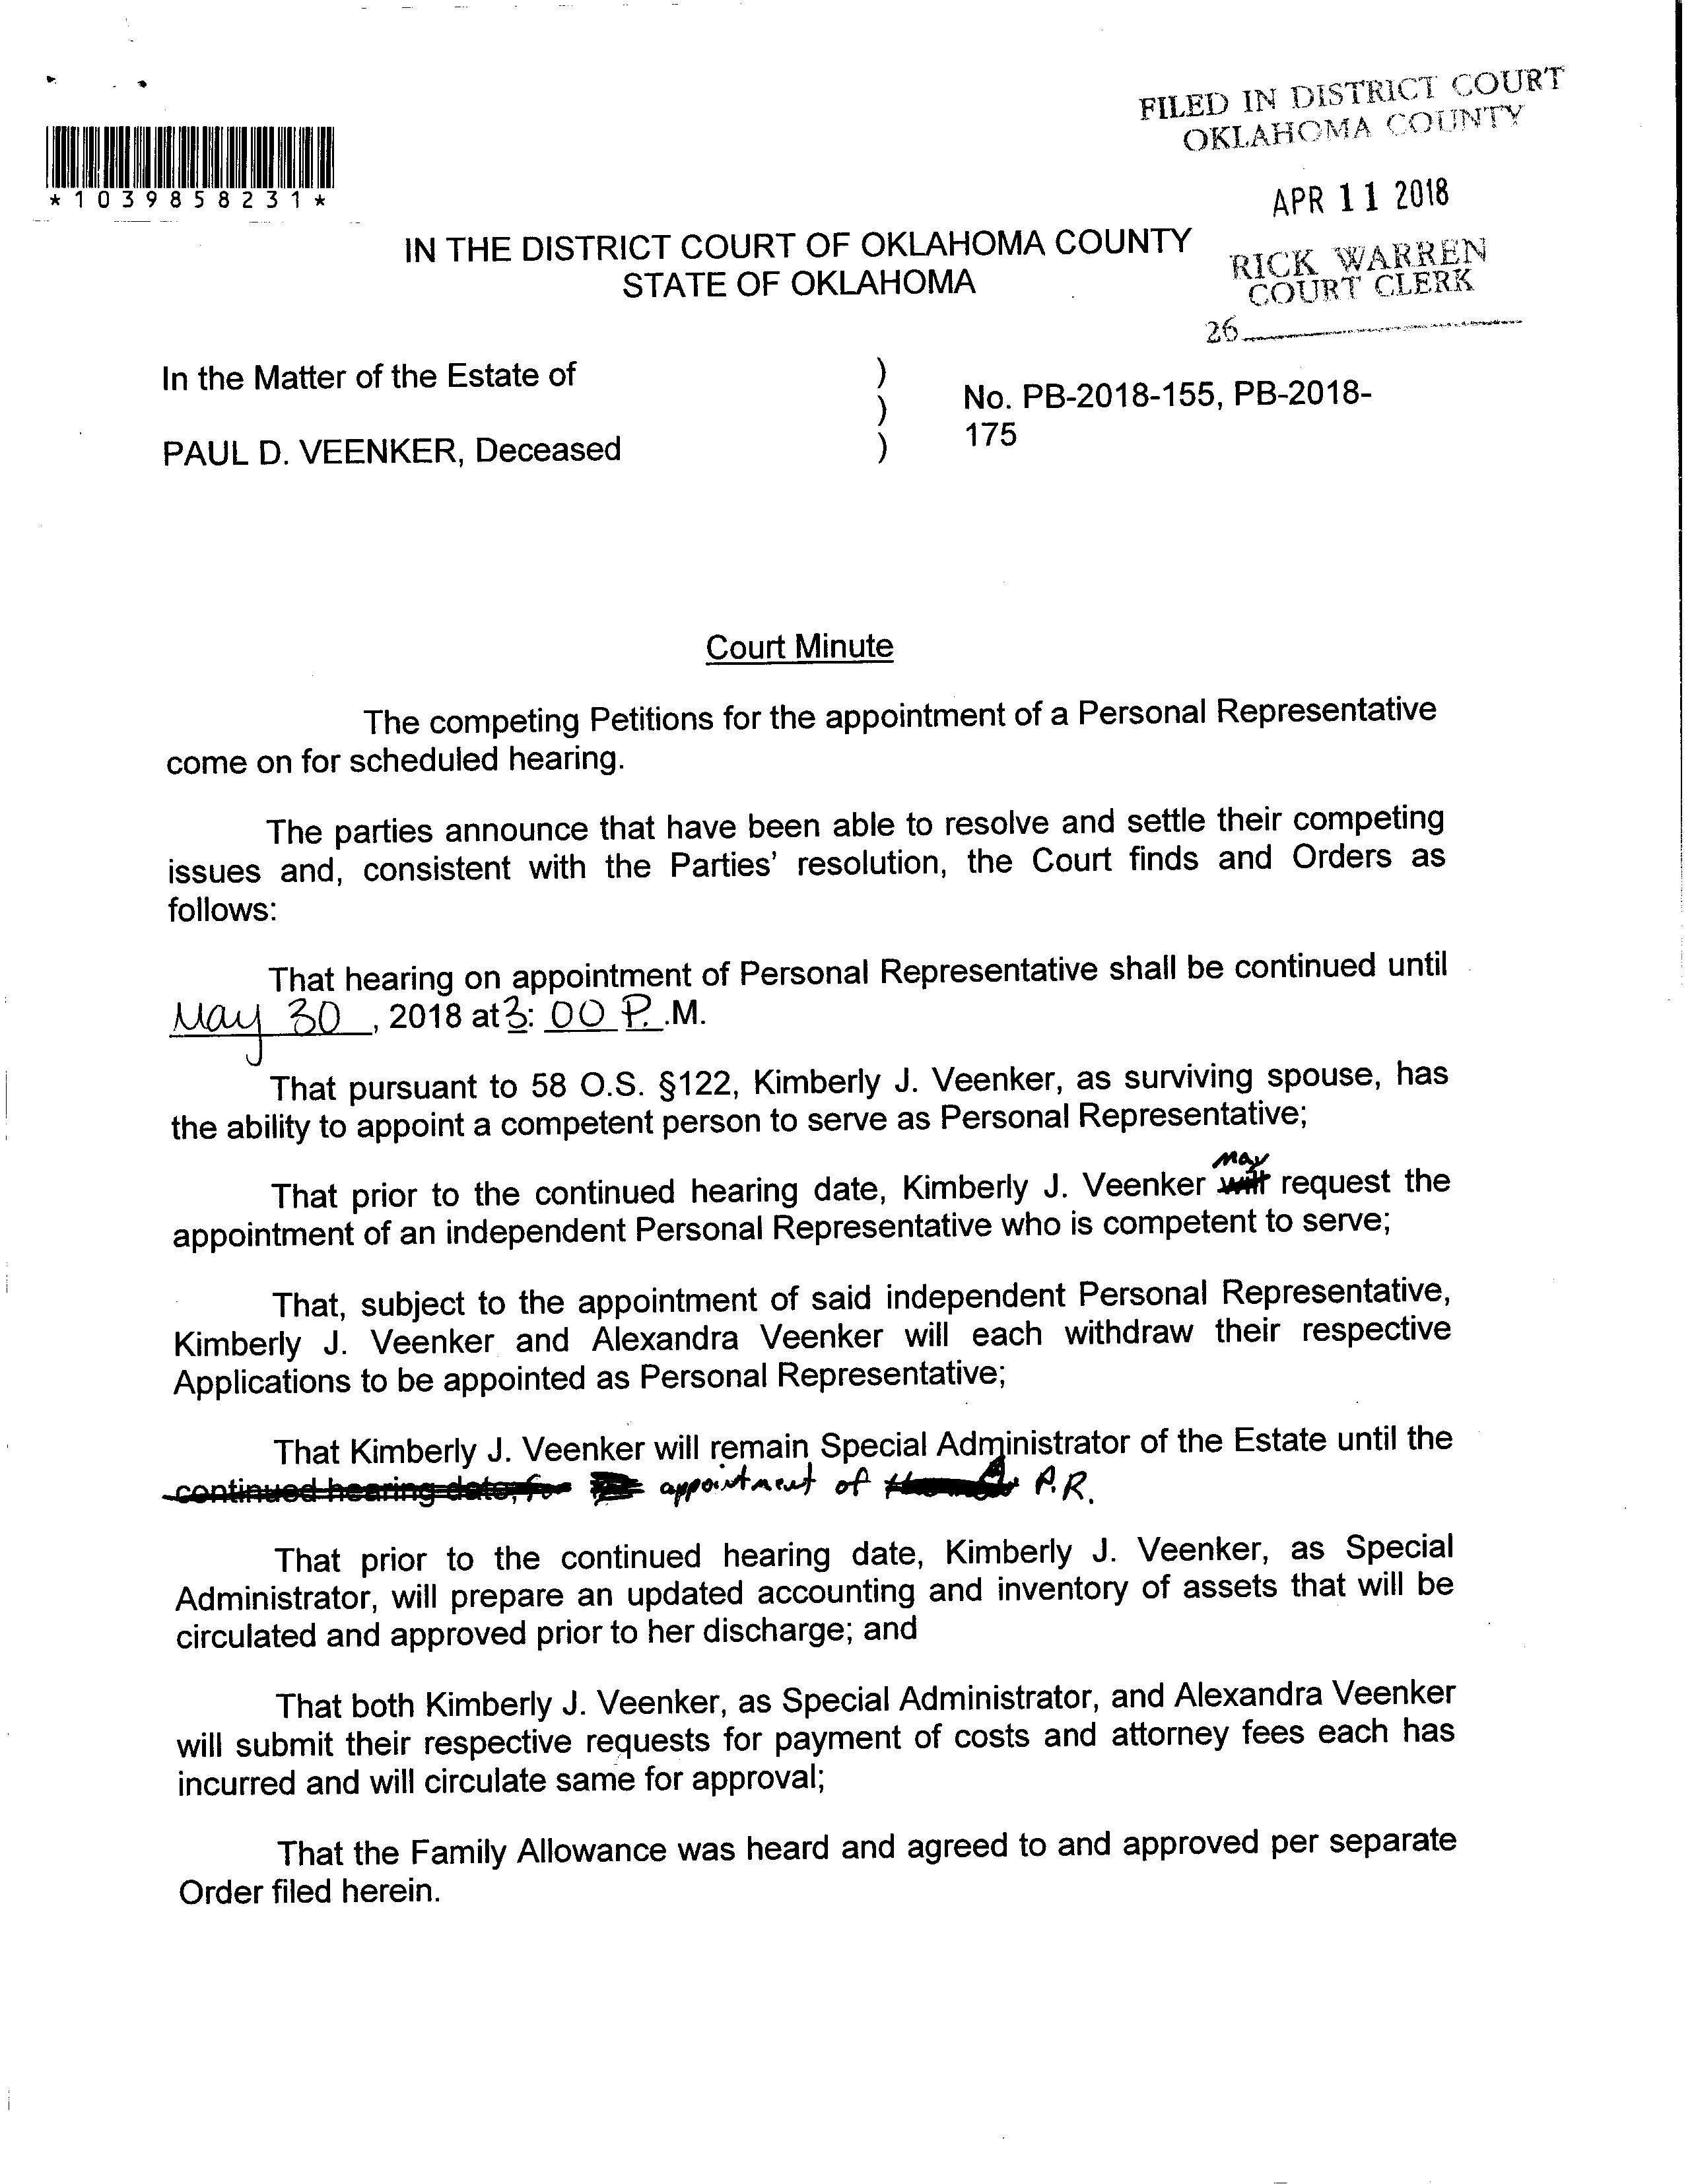 FILED IN DISTRICT COURT
OKLAHOMA COUNTY
*1039858231*
APR 11 2018
IN THE DISTRICT COURT OF OKLAHOMA COUNTY
STATE OF OKLAHOMA
RICK WARREN
COURT CLERK
26
In the Matter of the Estate of )
) No. PB-2018-155, PB-2018-
175
PAUL D. VEENKER, Deceased )
Court Minute
The competing Petitions for the appointment of a Personal Representative
come on for scheduled hearing.
The parties announce that have been able to resolve and settle their competing
issues and, consistent with the Parties' resolution, the Court finds and Orders as
follows:
That hearing on appointment of Personal Representative shall be continued until
May 30, 2018 at 3: 00 P..M.
That pursuant to 58 O.S. §122, Kimberly J. Veenker, as surviving spouse, has
the ability to appoint a competent person to serve as Personal Representative;
may
That prior to the continued hearing date, Kimberly J. Veenker will request the
appointment of an independent Personal Representative who is competent to serve;
That, subject to the appointment of said independent Personal Representative,
Kimberly J. Veenker and Alexandra Veenker will each withdraw their respective
Applications to be appointed as Personal Representative;
That Kimberly J. Veenker will remain Special Administrator of the Estate until the
continued hearing date, appointment of P.R.
That prior to the continued hearing date, Kimberly J. Veenker, as Special
Administrator, will prepare an updated accounting and inventory of assets that will be
circulated and approved prior to her discharge; and
That both Kimberly J. Veenker, as Special Administrator, and Alexandra Veenker
will submit their respective requests for payment of costs and attorney fees each has
incurred and will circulate same for approval;
That the Family Allowance was heard and agreed to and approved per separate
Order filed herein.